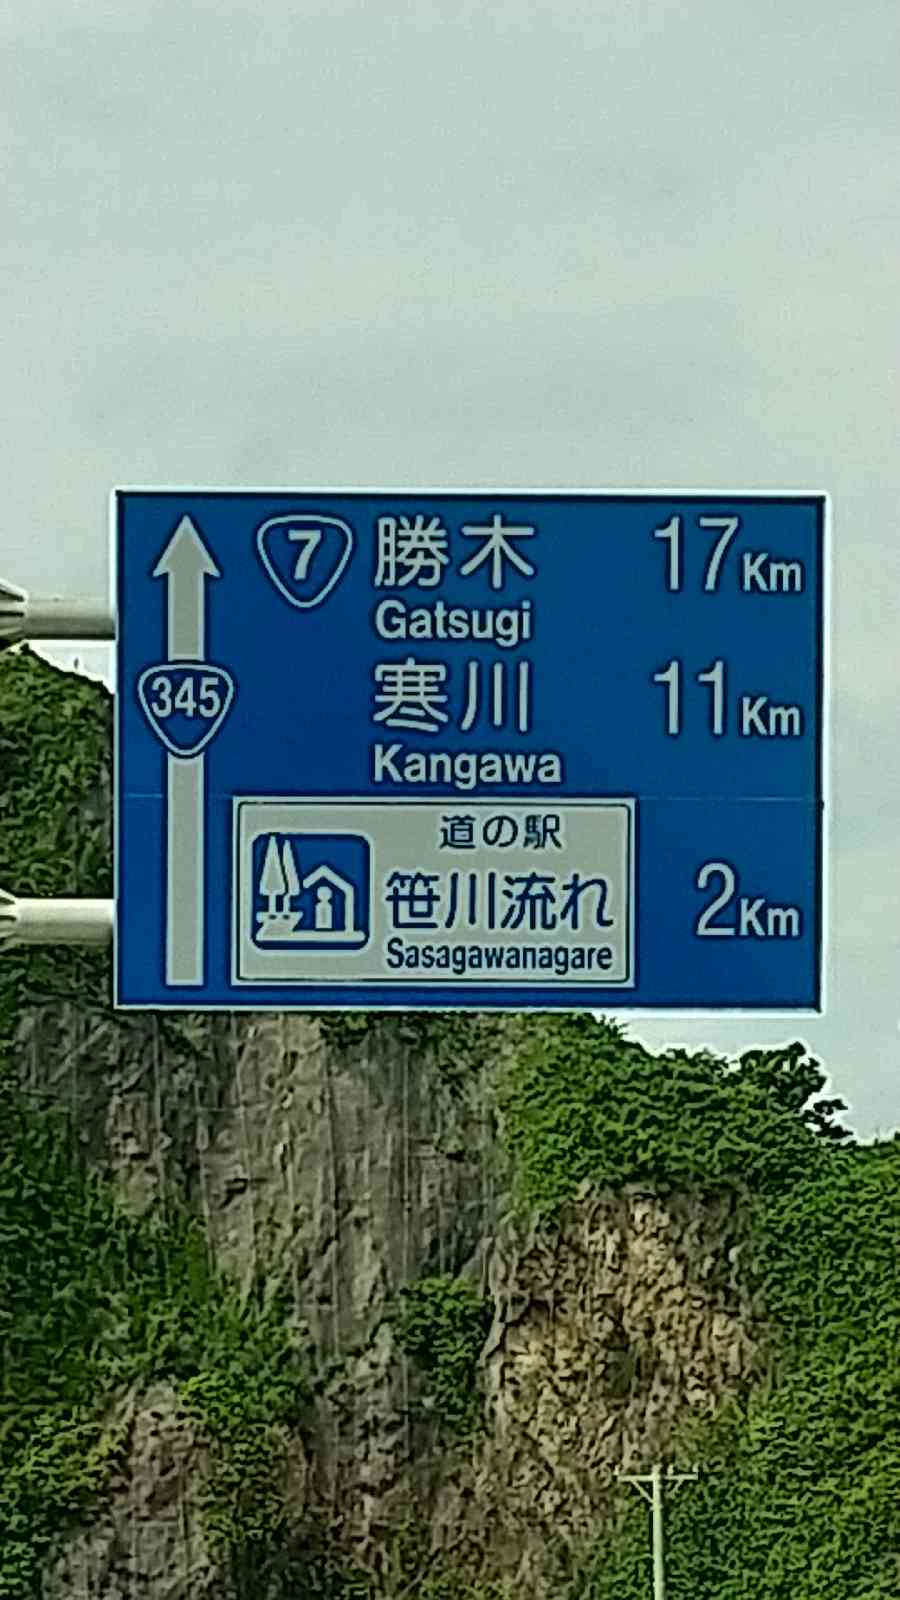 7 勝木 17Km
Gatsugi
345 寒川 11Km
Kangawa
道の駅
笹川流れ 2Km
Sasagawanagare